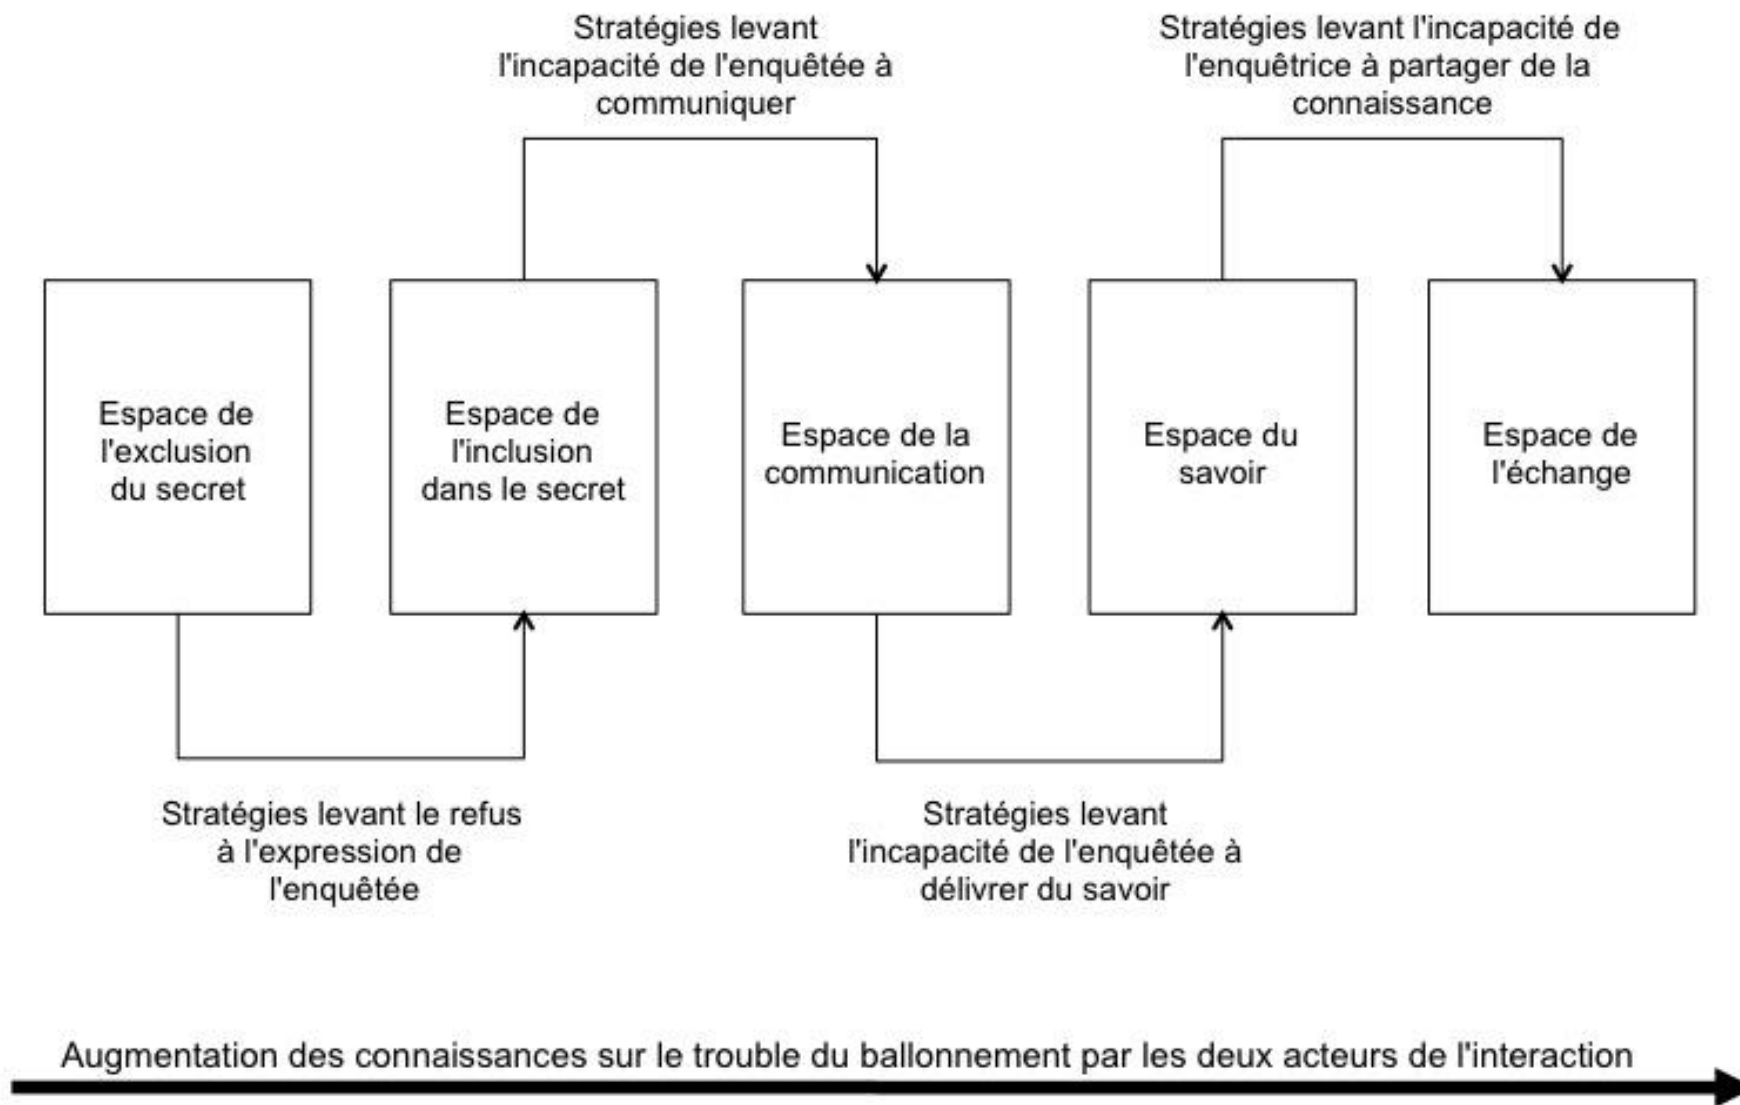 Stratégies levant
l'incapacité de l'enquêtée à
communiquer
Stratégies levant l'incapacité de
l'enquêtrice à partager de la
connaissance
Espace de
l'exclusion
du secret
Espace de
l'inclusion
dans le secret
Espace de la
communication
Espace du
savoir
Espace de
l'échange
Stratégies levant le refus
à l'expression de
l'enquêtée
Stratégies levant
l'incapacité de l'enquêtée à
délivrer du savoir
Augmentation des connaissances sur le trouble du ballonnement par les deux acteurs de l'interaction